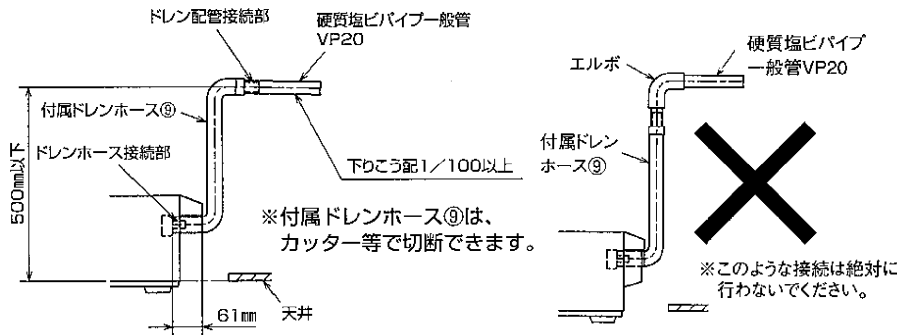 ドレン配管接続部
硬質塩ビパイプ一般管
VP20
付属ドレンホース⑨
ドレンホース接続部
500mm以下
下りこう配1/100以上
※付属ドレンホース⑨は、
カッター等で切断できます。
天井
61mm
エルボ
硬質塩ビパイプ
一般管VP20
付属ドレン
ホース⑨
※このような接続は絶対に
行わないでください。